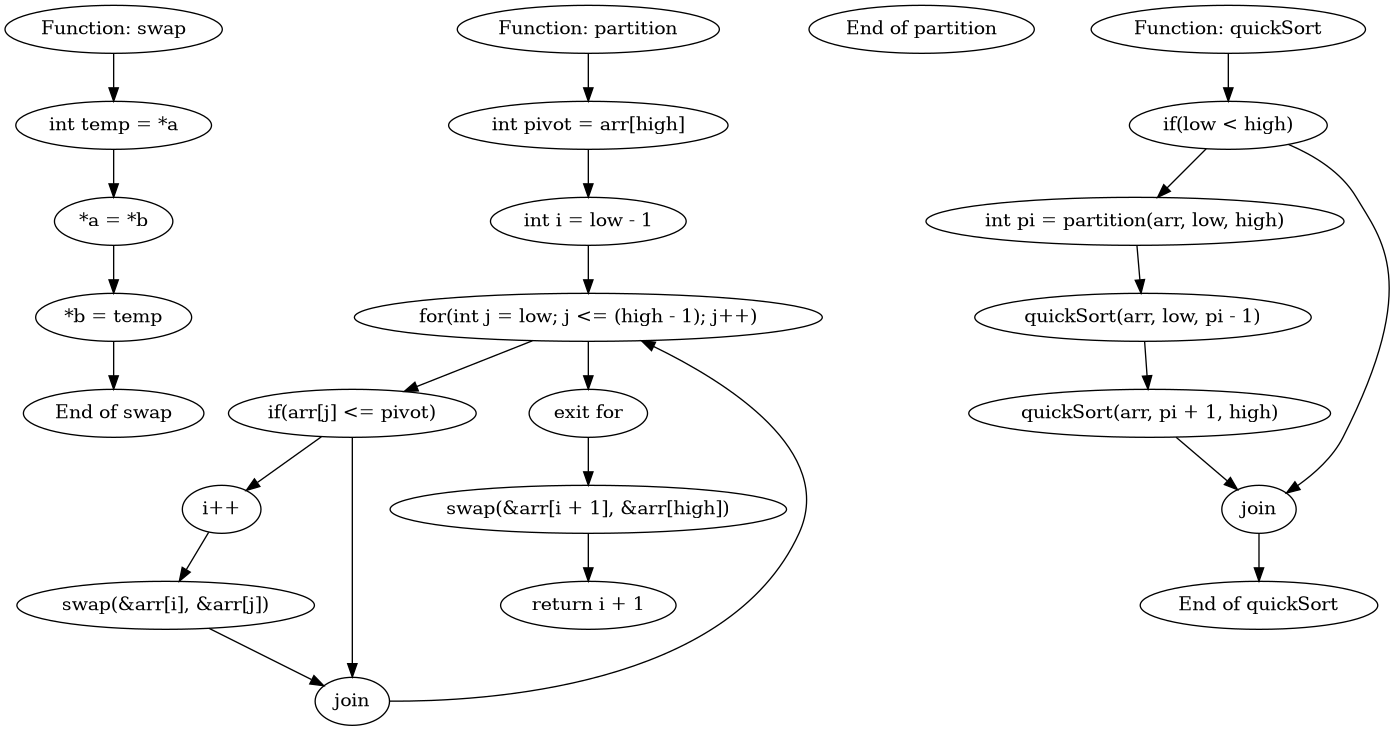 Function: swap
int temp = *a
*a = *b
*b = temp
End of swap
Function: partition
int pivot = arr[high]
int i = low - 1
for(int j = low; j <= (high - 1); j++)
if(arr[j] <= pivot)
i++
swap(&arr[i], &arr[j])
join
exit for
swap(&arr[i + 1], &arr[high])
return i + 1
End of partition
Function: quickSort
if(low < high)
int pi = partition(arr, low, high)
quickSort(arr, low, pi - 1)
quickSort(arr, pi + 1, high)
join
End of quickSort